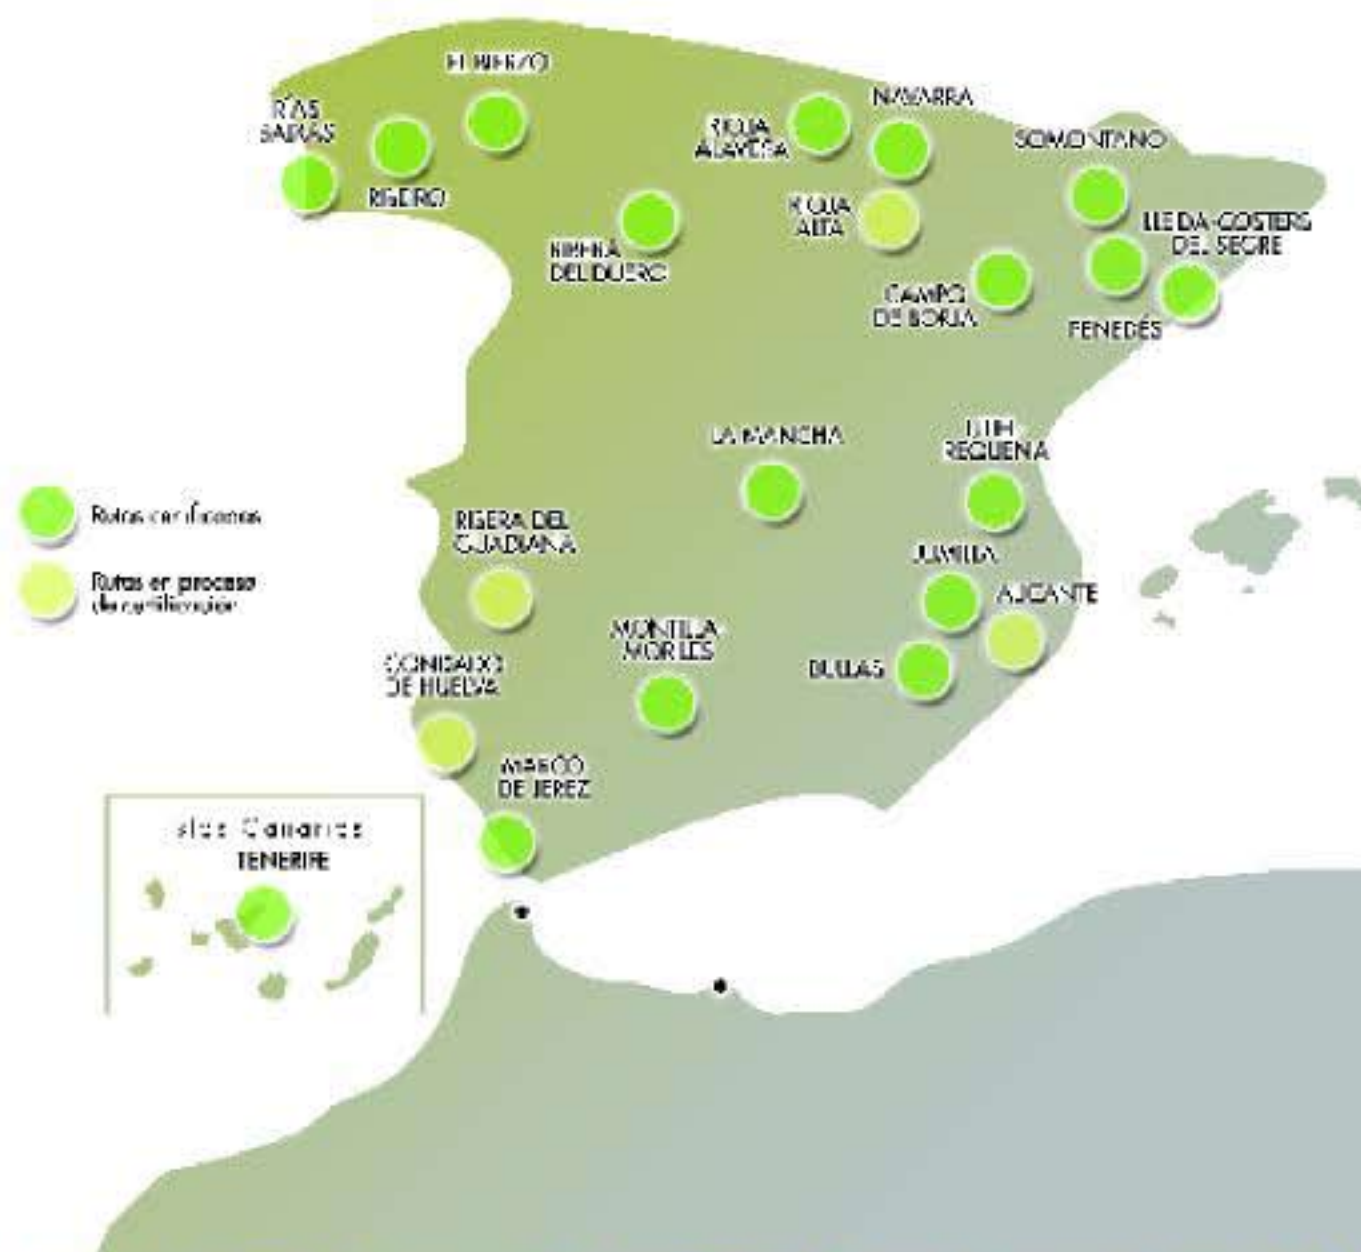 EL BIERZO
RÍAS
BAIXAS
RIBEIRO
RIBERA
DEL DUERO
RIOJA
ALAVESA
NAVARRA
RIOJA
ALTA
SOMONTANO
LLEIDA-COSTERS
DEL SEGRE
CAMPO
DE BORJA
PENEDÉS
LA MANCHA
UTIEL
REQUENA
Rutas certificadas
Rutas en proceso
de certificación
RIBERA DEL
GUADIANA
JUMILLA
ALICANTE
MONTILLA
MORILES
BULLAS
CONDADO
DE HUELVA
MARCO
DE JEREZ
Islas Canarias
TENERIFE